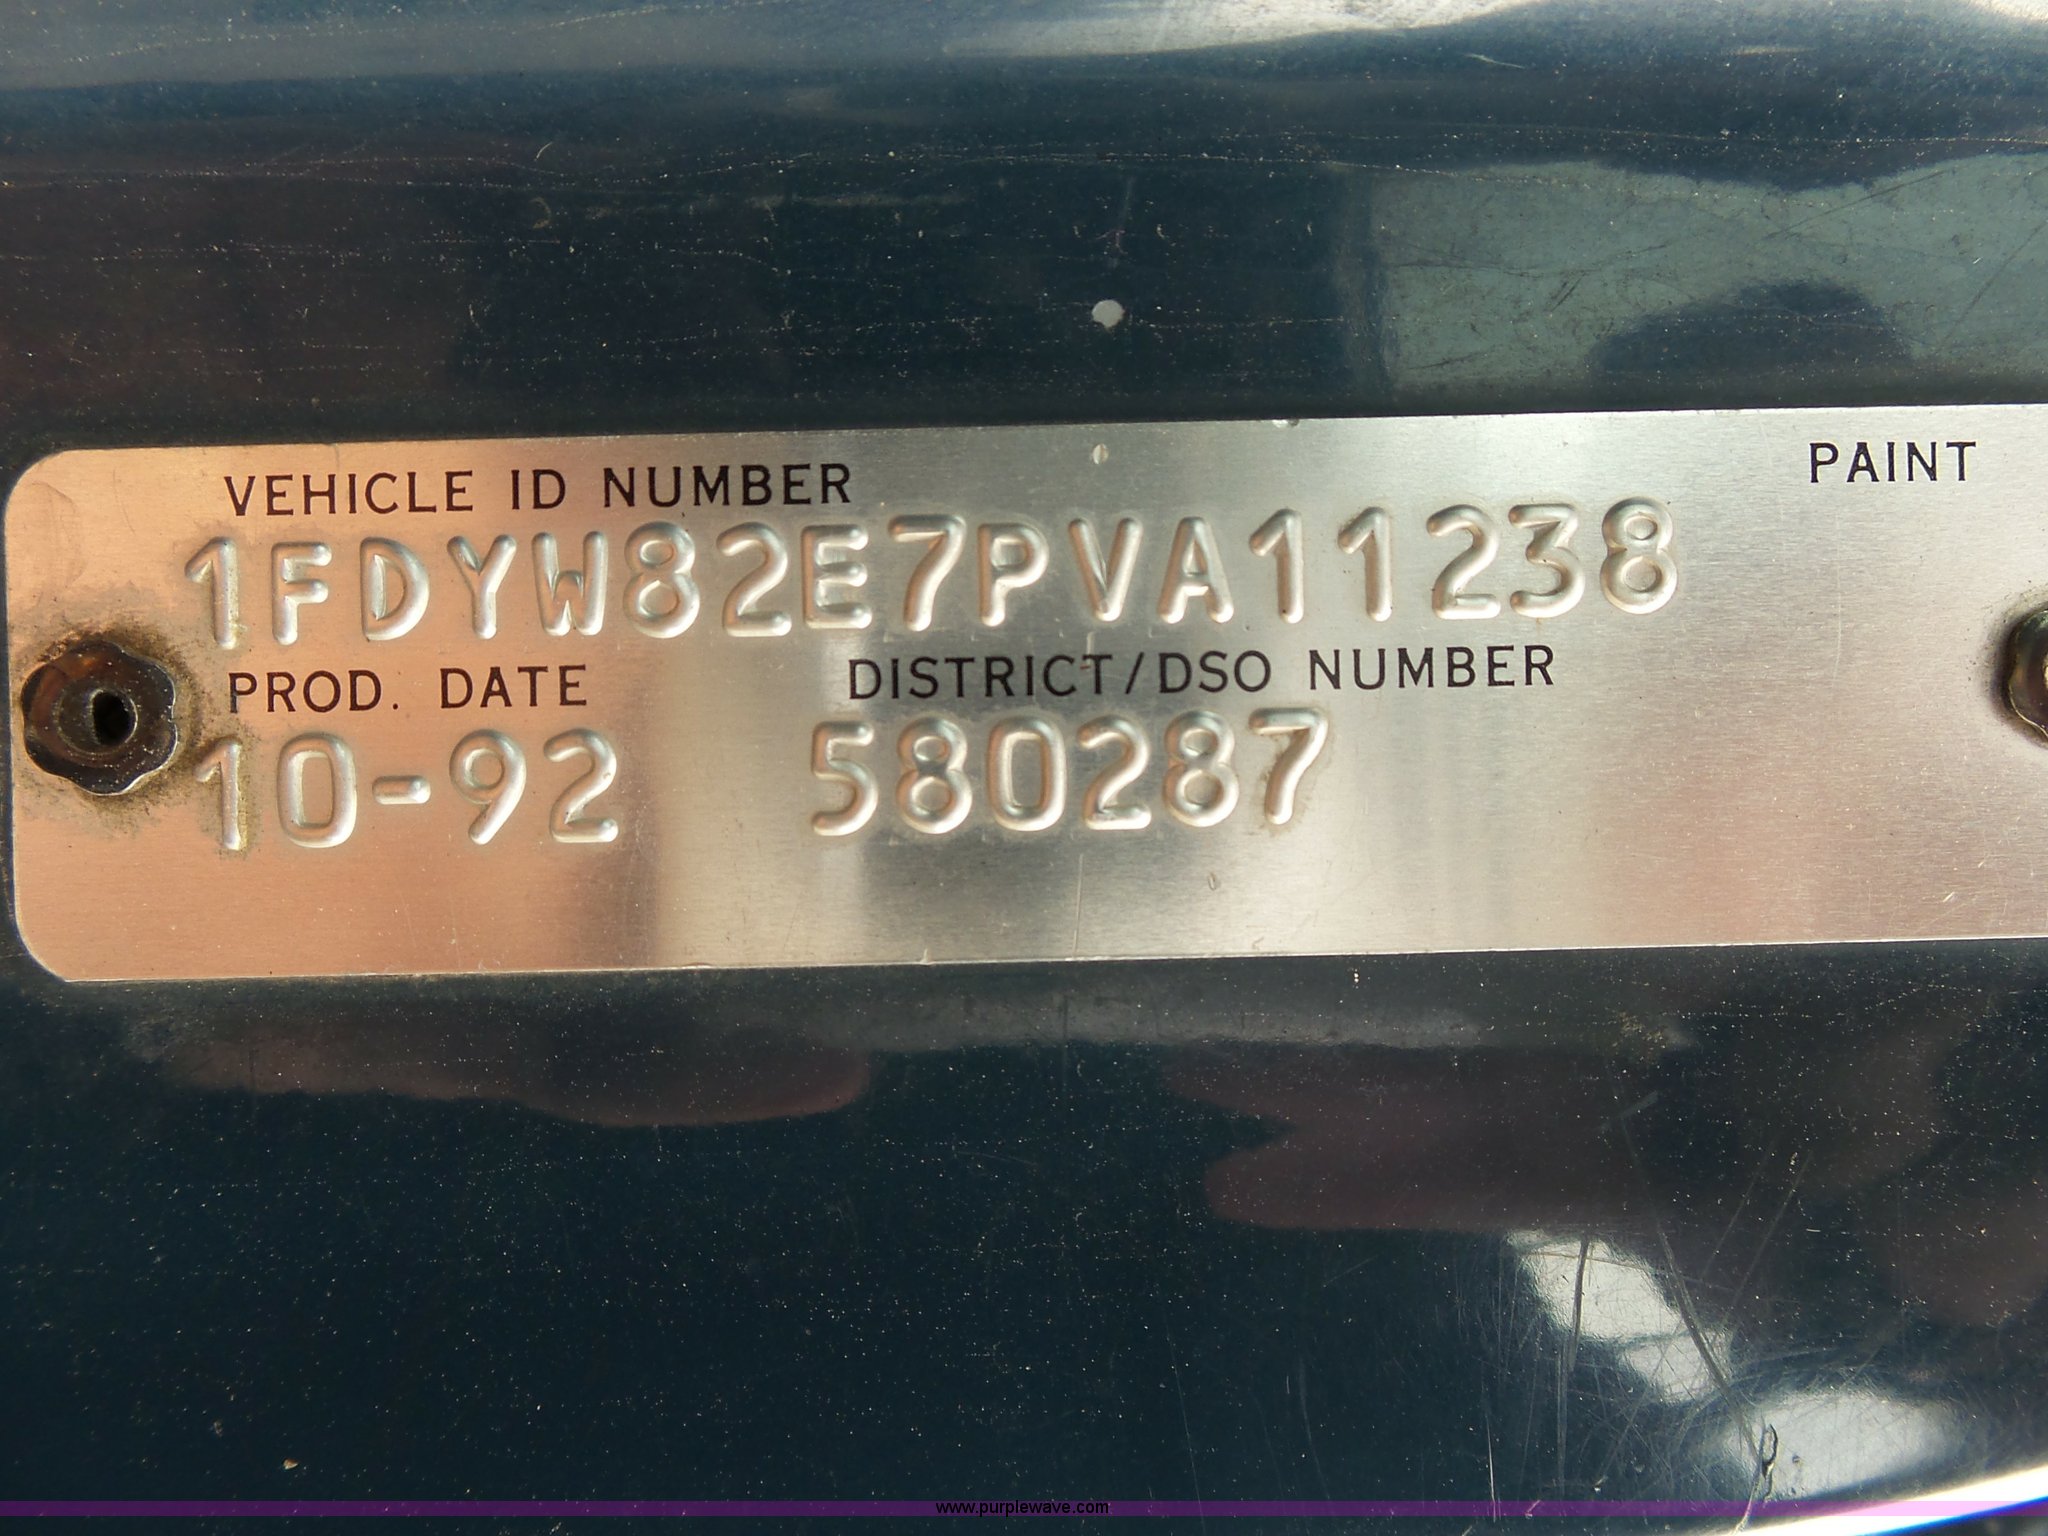 VEHICLE ID NUMBER PAINT
1FDYW82E7PVA11238
PROD. DATE DISTRICT/DSO NUMBER
10-92 580287
www.purplewave.com